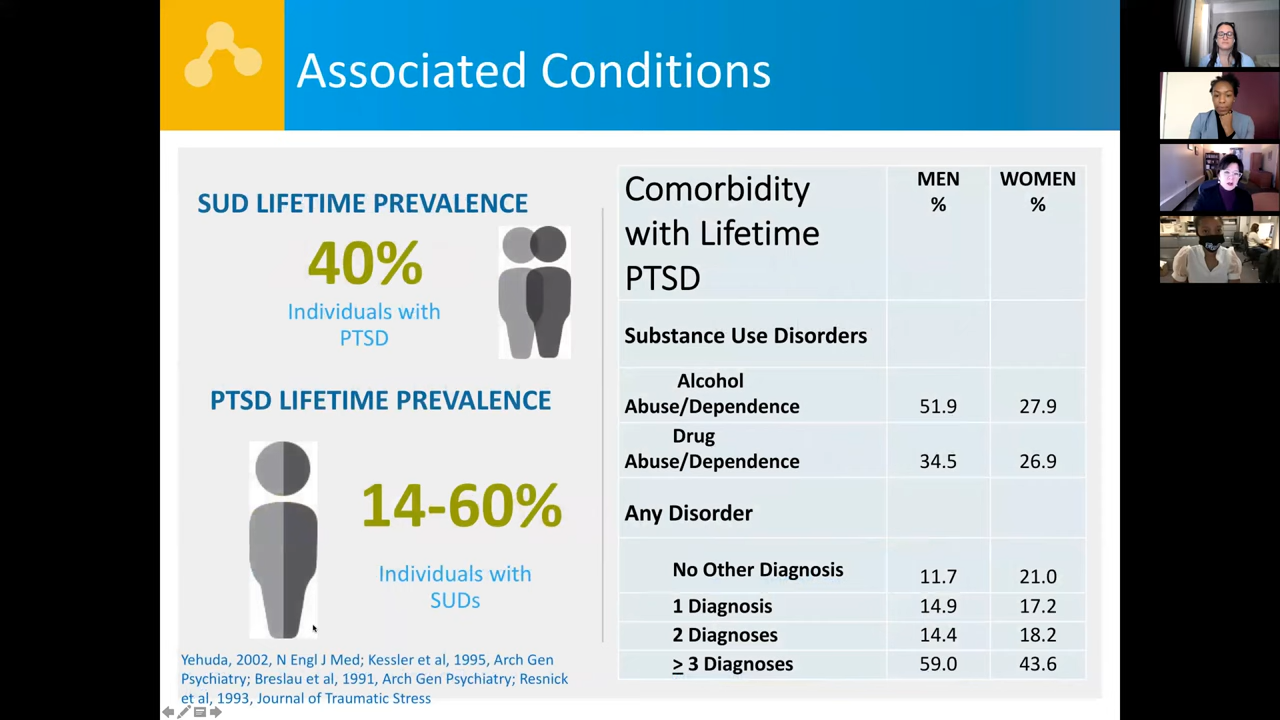 Associated Conditions
SUD LIFETIME PREVALENCE
40%
Individuals with
PTSD
PTSD LIFETIME PREVALENCE
14-60%
Individuals with
SUDs
Yehuda, 2002, N Engl J Med; Kessler et al, 1995, Arch Gen
Psychiatry; Breslau et al, 1991, Arch Gen Psychiatry; Resnick
et al, 1993, Journal of Traumatic Stress
Comorbidity
with Lifetime
PTSD
MEN
%
WOMEN
%
Substance Use Disorders
Alcohol
Abuse/Dependence 51.9 27.9
Drug
Abuse/Dependence 34.5 26.9
Any Disorder
No Other Diagnosis 11.7 21.0
1 Diagnosis 14.9 17.2
2 Diagnoses 14.4 18.2
≥ 3 Diagnoses 59.0 43.6